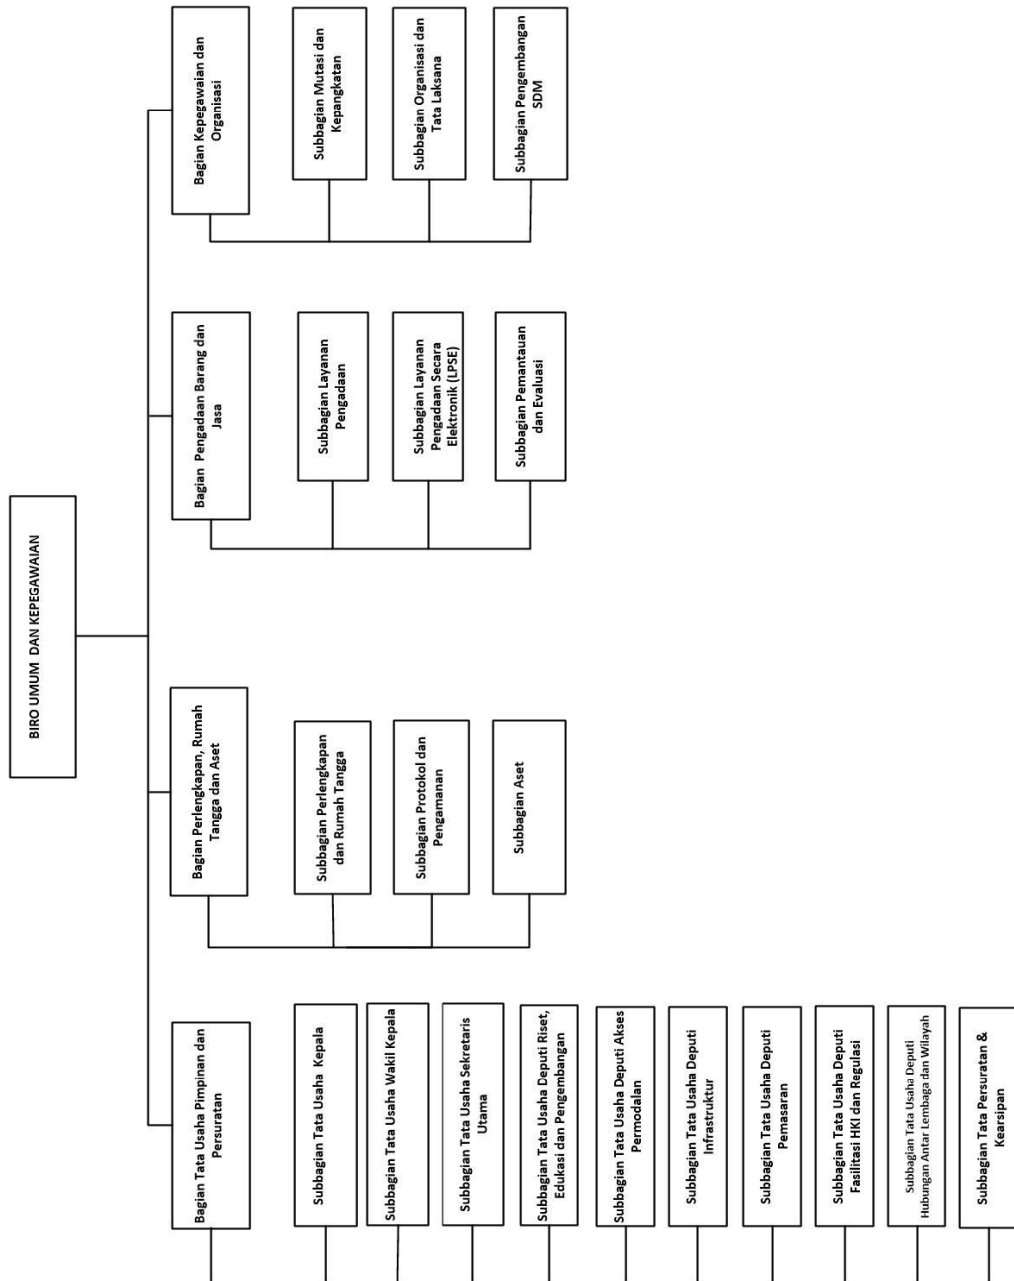 BIRO UMUM DAN KEPEGAWAIAN
Bagian Tata Usaha Pimpinan dan
Persuratan
Subbagian Tata Usaha Kepala
Subbagian Tata Usaha Wakil Kepala
Subbagian Tata Usaha Sekretaris
Utama
Subbagian Tata Usaha Deputi Riset,
Edukasi dan Pengembangan
Subbagian Tata Usaha Deputi Akses
Permodalan
Subbagian Tata Usaha Deputi
Infrastruktur
Subbagian Tata Usaha Deputi
Pemasaran
Subbagian Tata Usaha Deputi
Fasilitasi HKI dan Regulasi
Subbagian Tata Usaha Deputi
Hubungan Antar Lembaga dan Wilayah
Subbagian Tata Persuratan &
Kearsipan
Bagian Perlengkapan, Rumah
Tangga dan Aset
Subbagian Perlengkapan
dan Rumah Tangga
Subbagian Protokol dan
Pengamanan
Subbagian Aset
Bagian Pengadaan Barang dan
Jasa
Subbagian Layanan
Pengadaan
Subbagian Layanan
Pengadaan Secara
Elektronik (LPSE)
Subbagian Pemantauan
dan Evaluasi
Bagian Kepegawaian dan
Organisasi
Subbagian Mutasi dan
Kepangkatan
Subbagian Organisasi dan
Tata Laksana
Subbagian Pengembangan
SDM